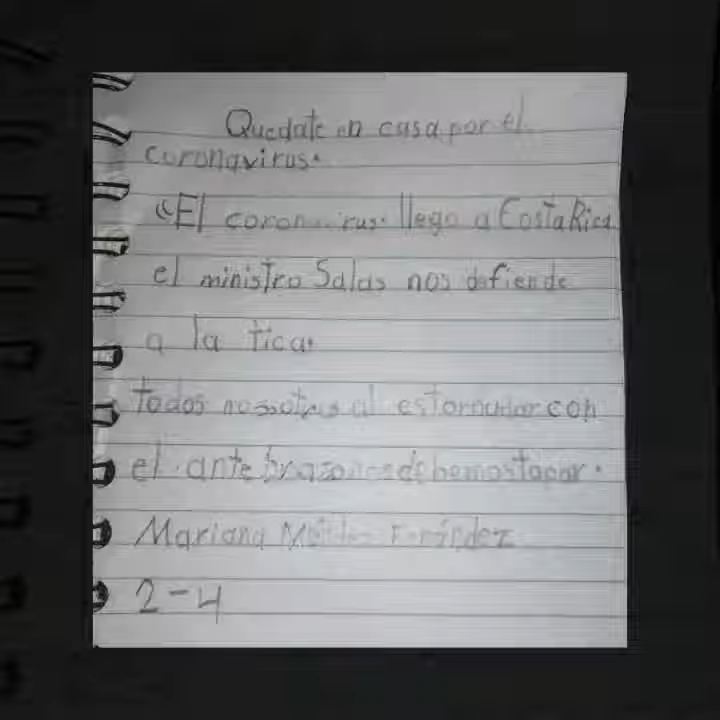 Quedate en casa por el
coronavirus.
"El coronavirus llego a Costa Rica
el ministro Salas nos defiende
a la tica.
todos nosotros al estornudar con
el antebrazo nos debemos tapar.
Mariana
2-4